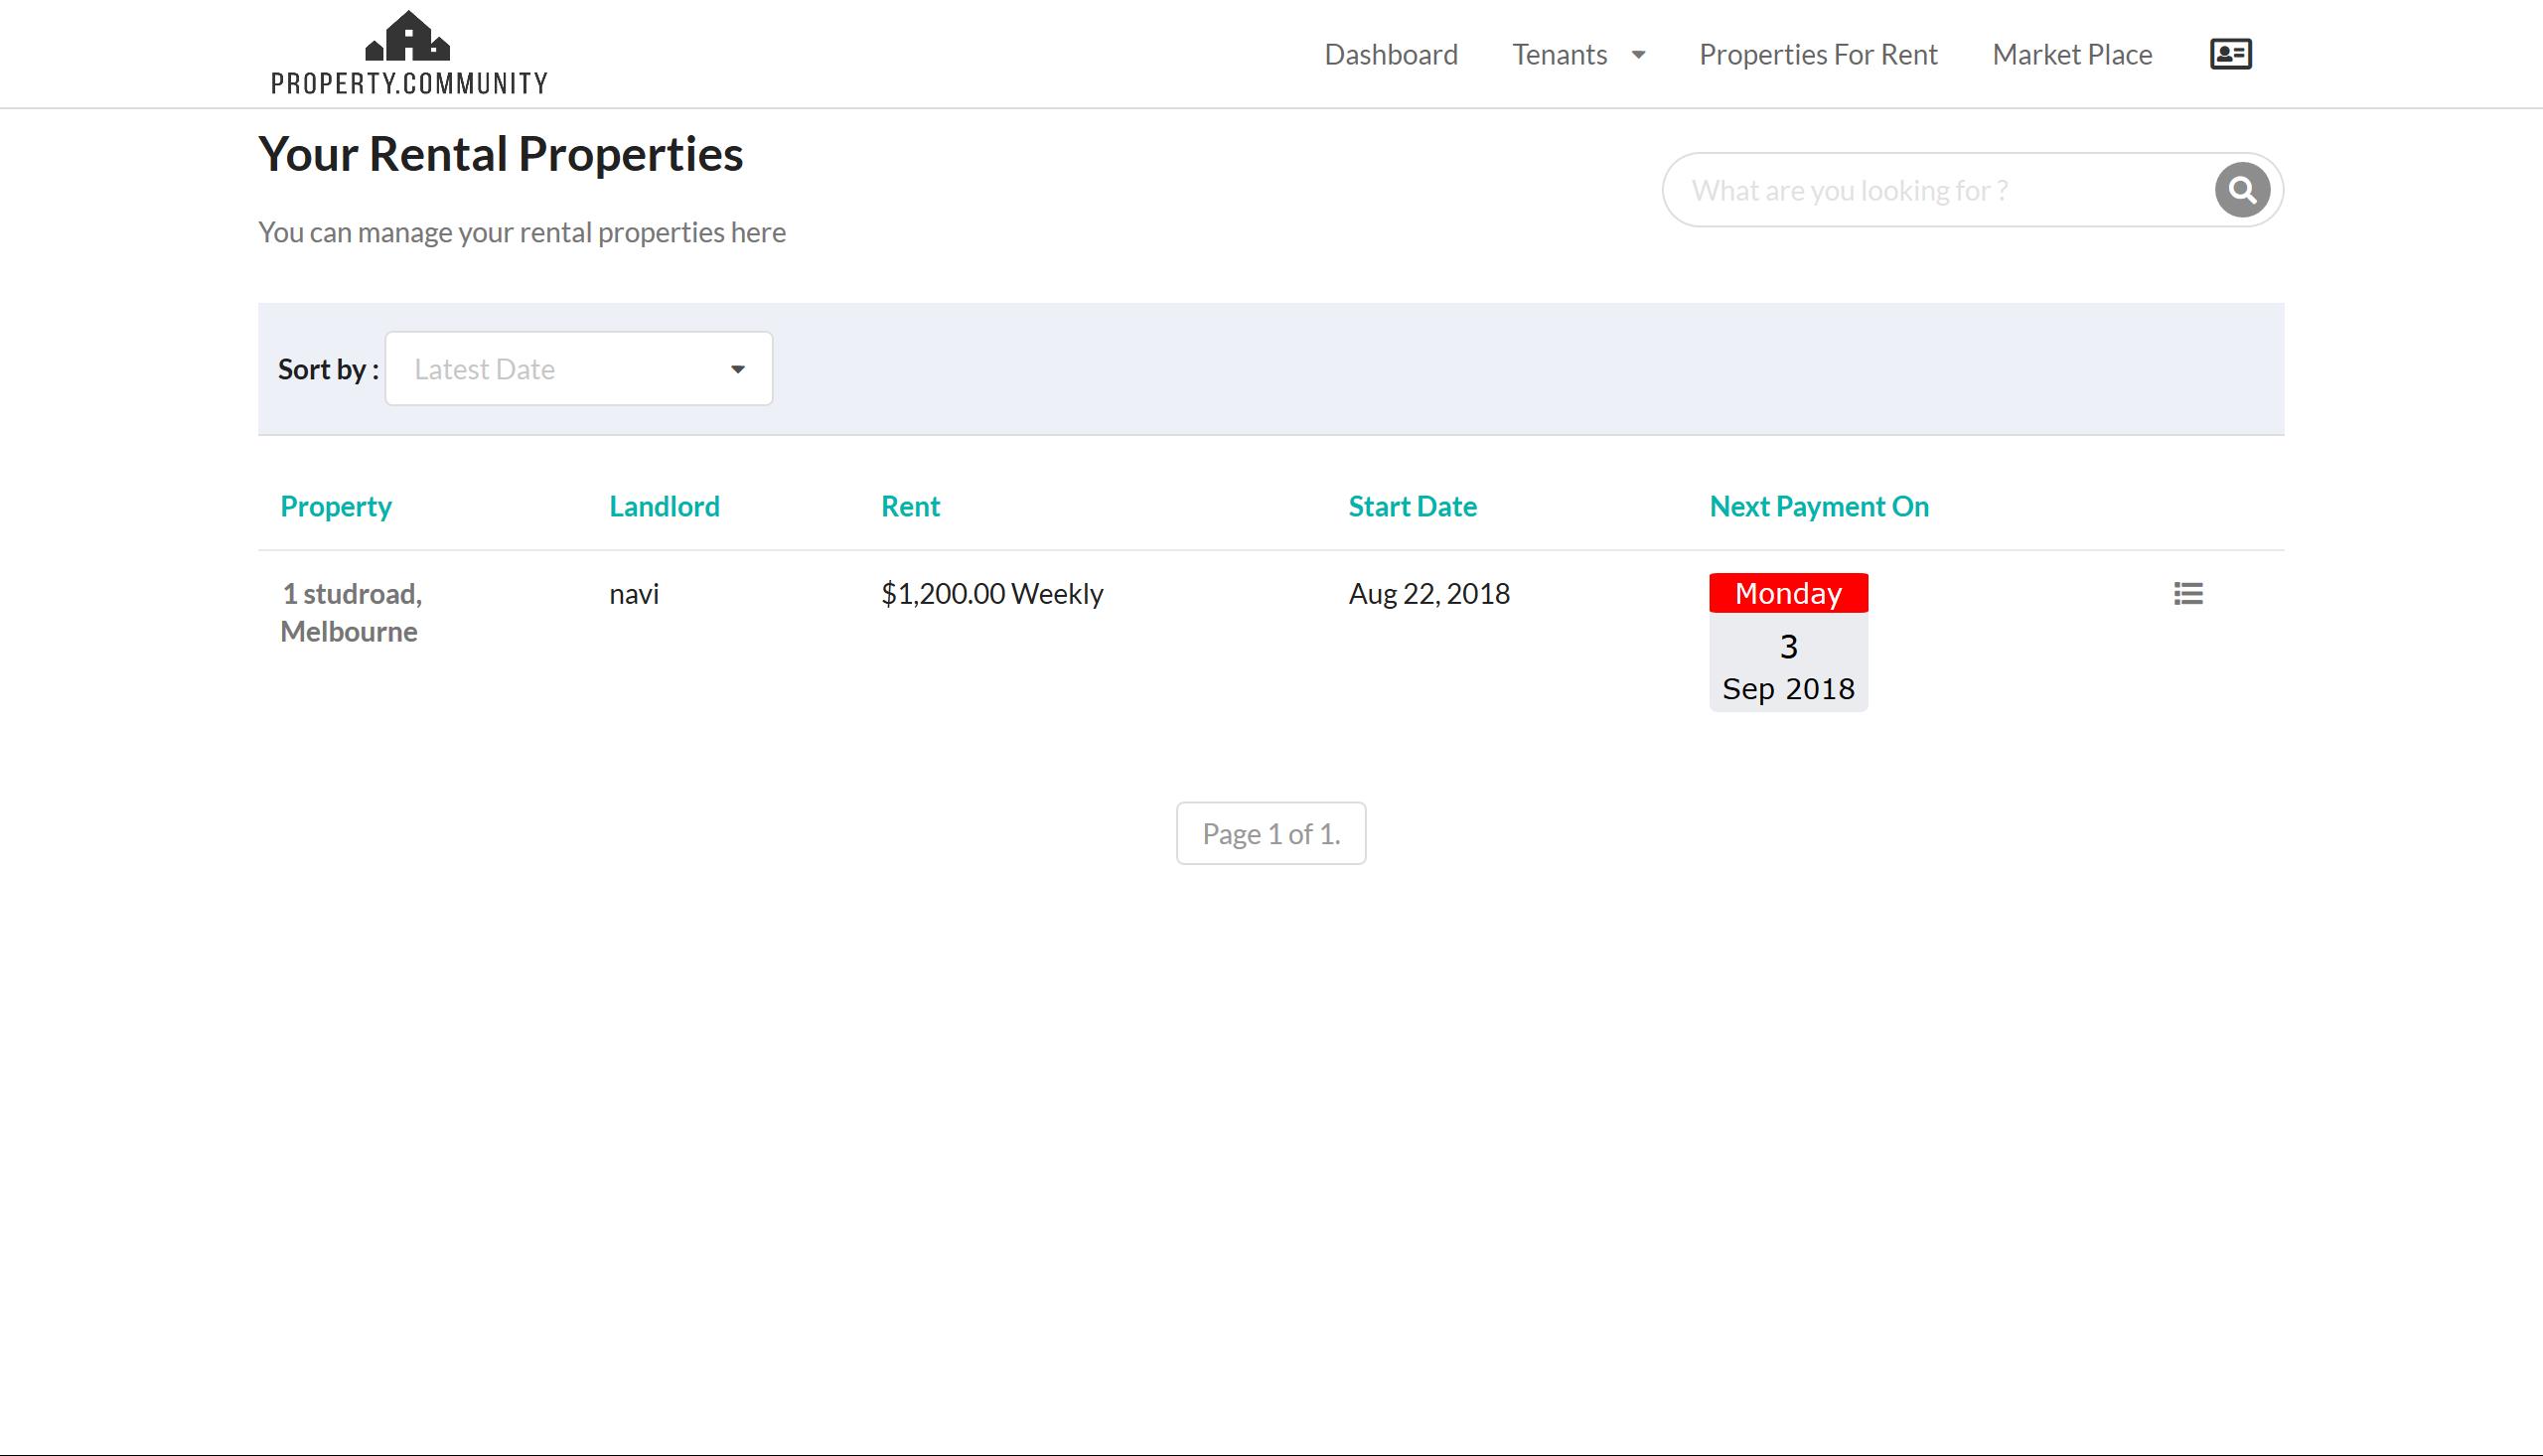 PROPERTY.COMMUNITY
Dashboard Tenants Properties For Rent Market Place
Your Rental Properties
What are you looking for ?
You can manage your rental properties here
Sort by : Latest Date
Property Landlord Rent Start Date Next Payment On
1 studroad, navi $1,200.00 Weekly Aug 22, 2018 Monday
Melbourne
3
Sep 2018
Page 1 of 1.